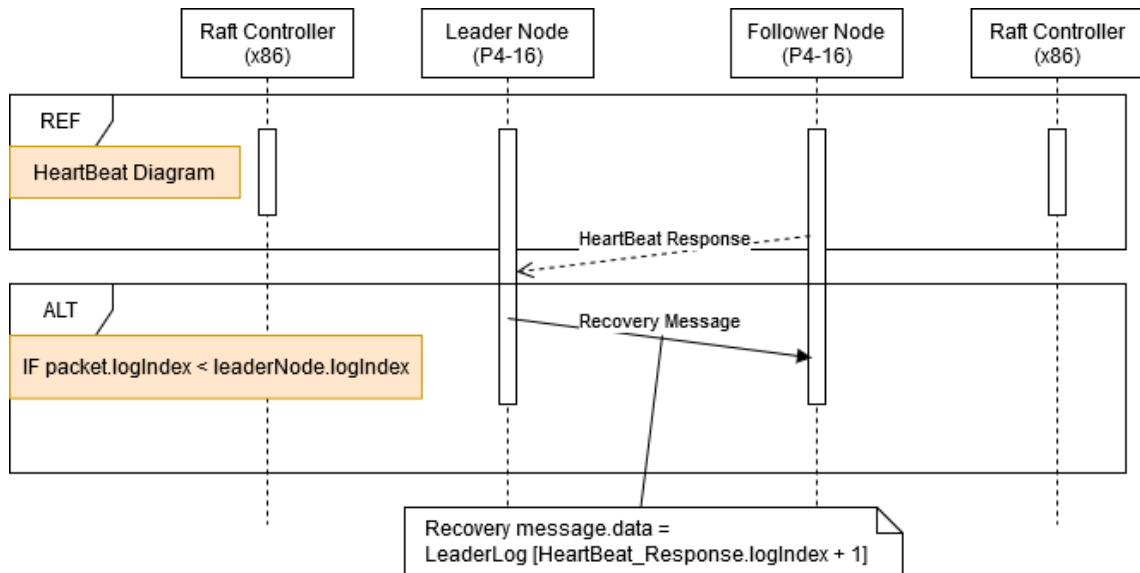 Raft Controller
(x86)
Leader Node
(P4-16)
Follower Node
(P4-16)
Raft Controller
(x86)
REF
HeartBeat Diagram
HeartBeat Response
ALT
Recovery Message
IF packet.logIndex < leaderNode.logIndex
Recovery message.data =
LeaderLog [HeartBeat_Response.logIndex + 1]